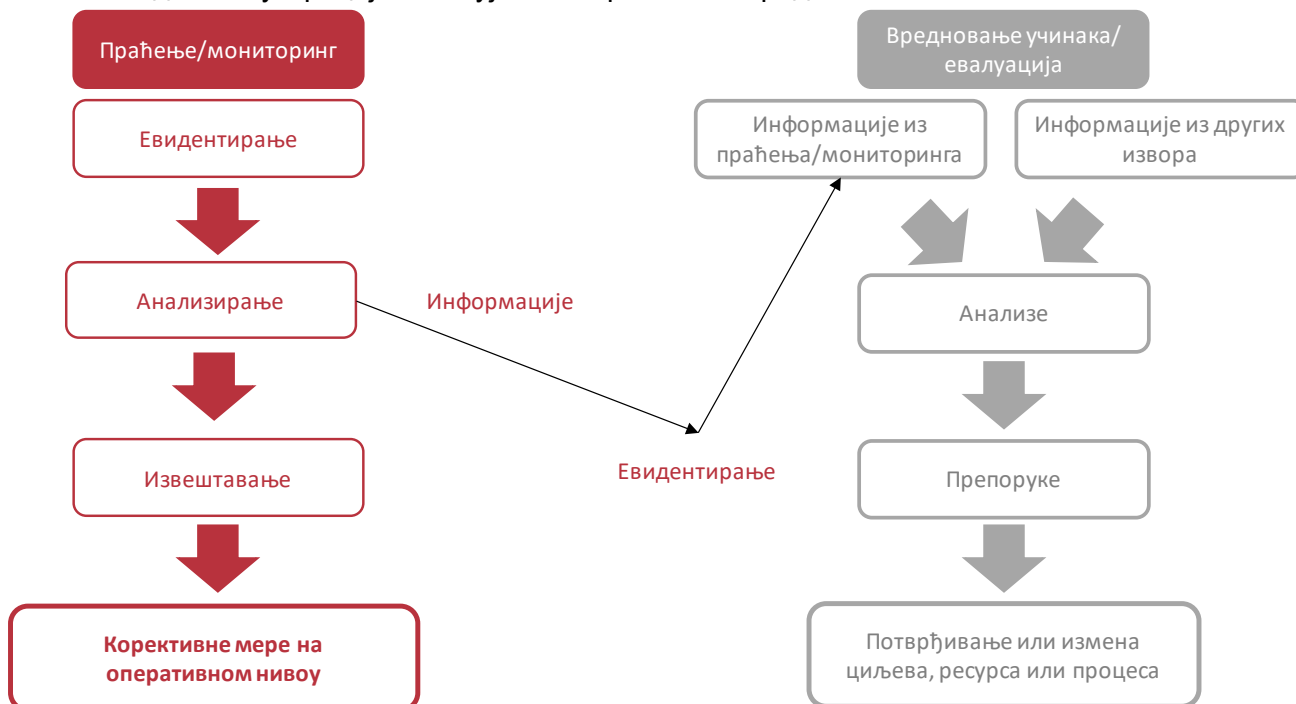 Праћење/мониторинг
Евидентирање
Анализирање
Извештавање
Корективне мере на
оперативном нивоу
Информације
Евидентирање
Вредновање учинака/
евалуација
Информације из
праћења/мониторинга
Информације из других
извора
Анализе
Препоруке
Потврђивање или измена
циљева, ресурса или процеса